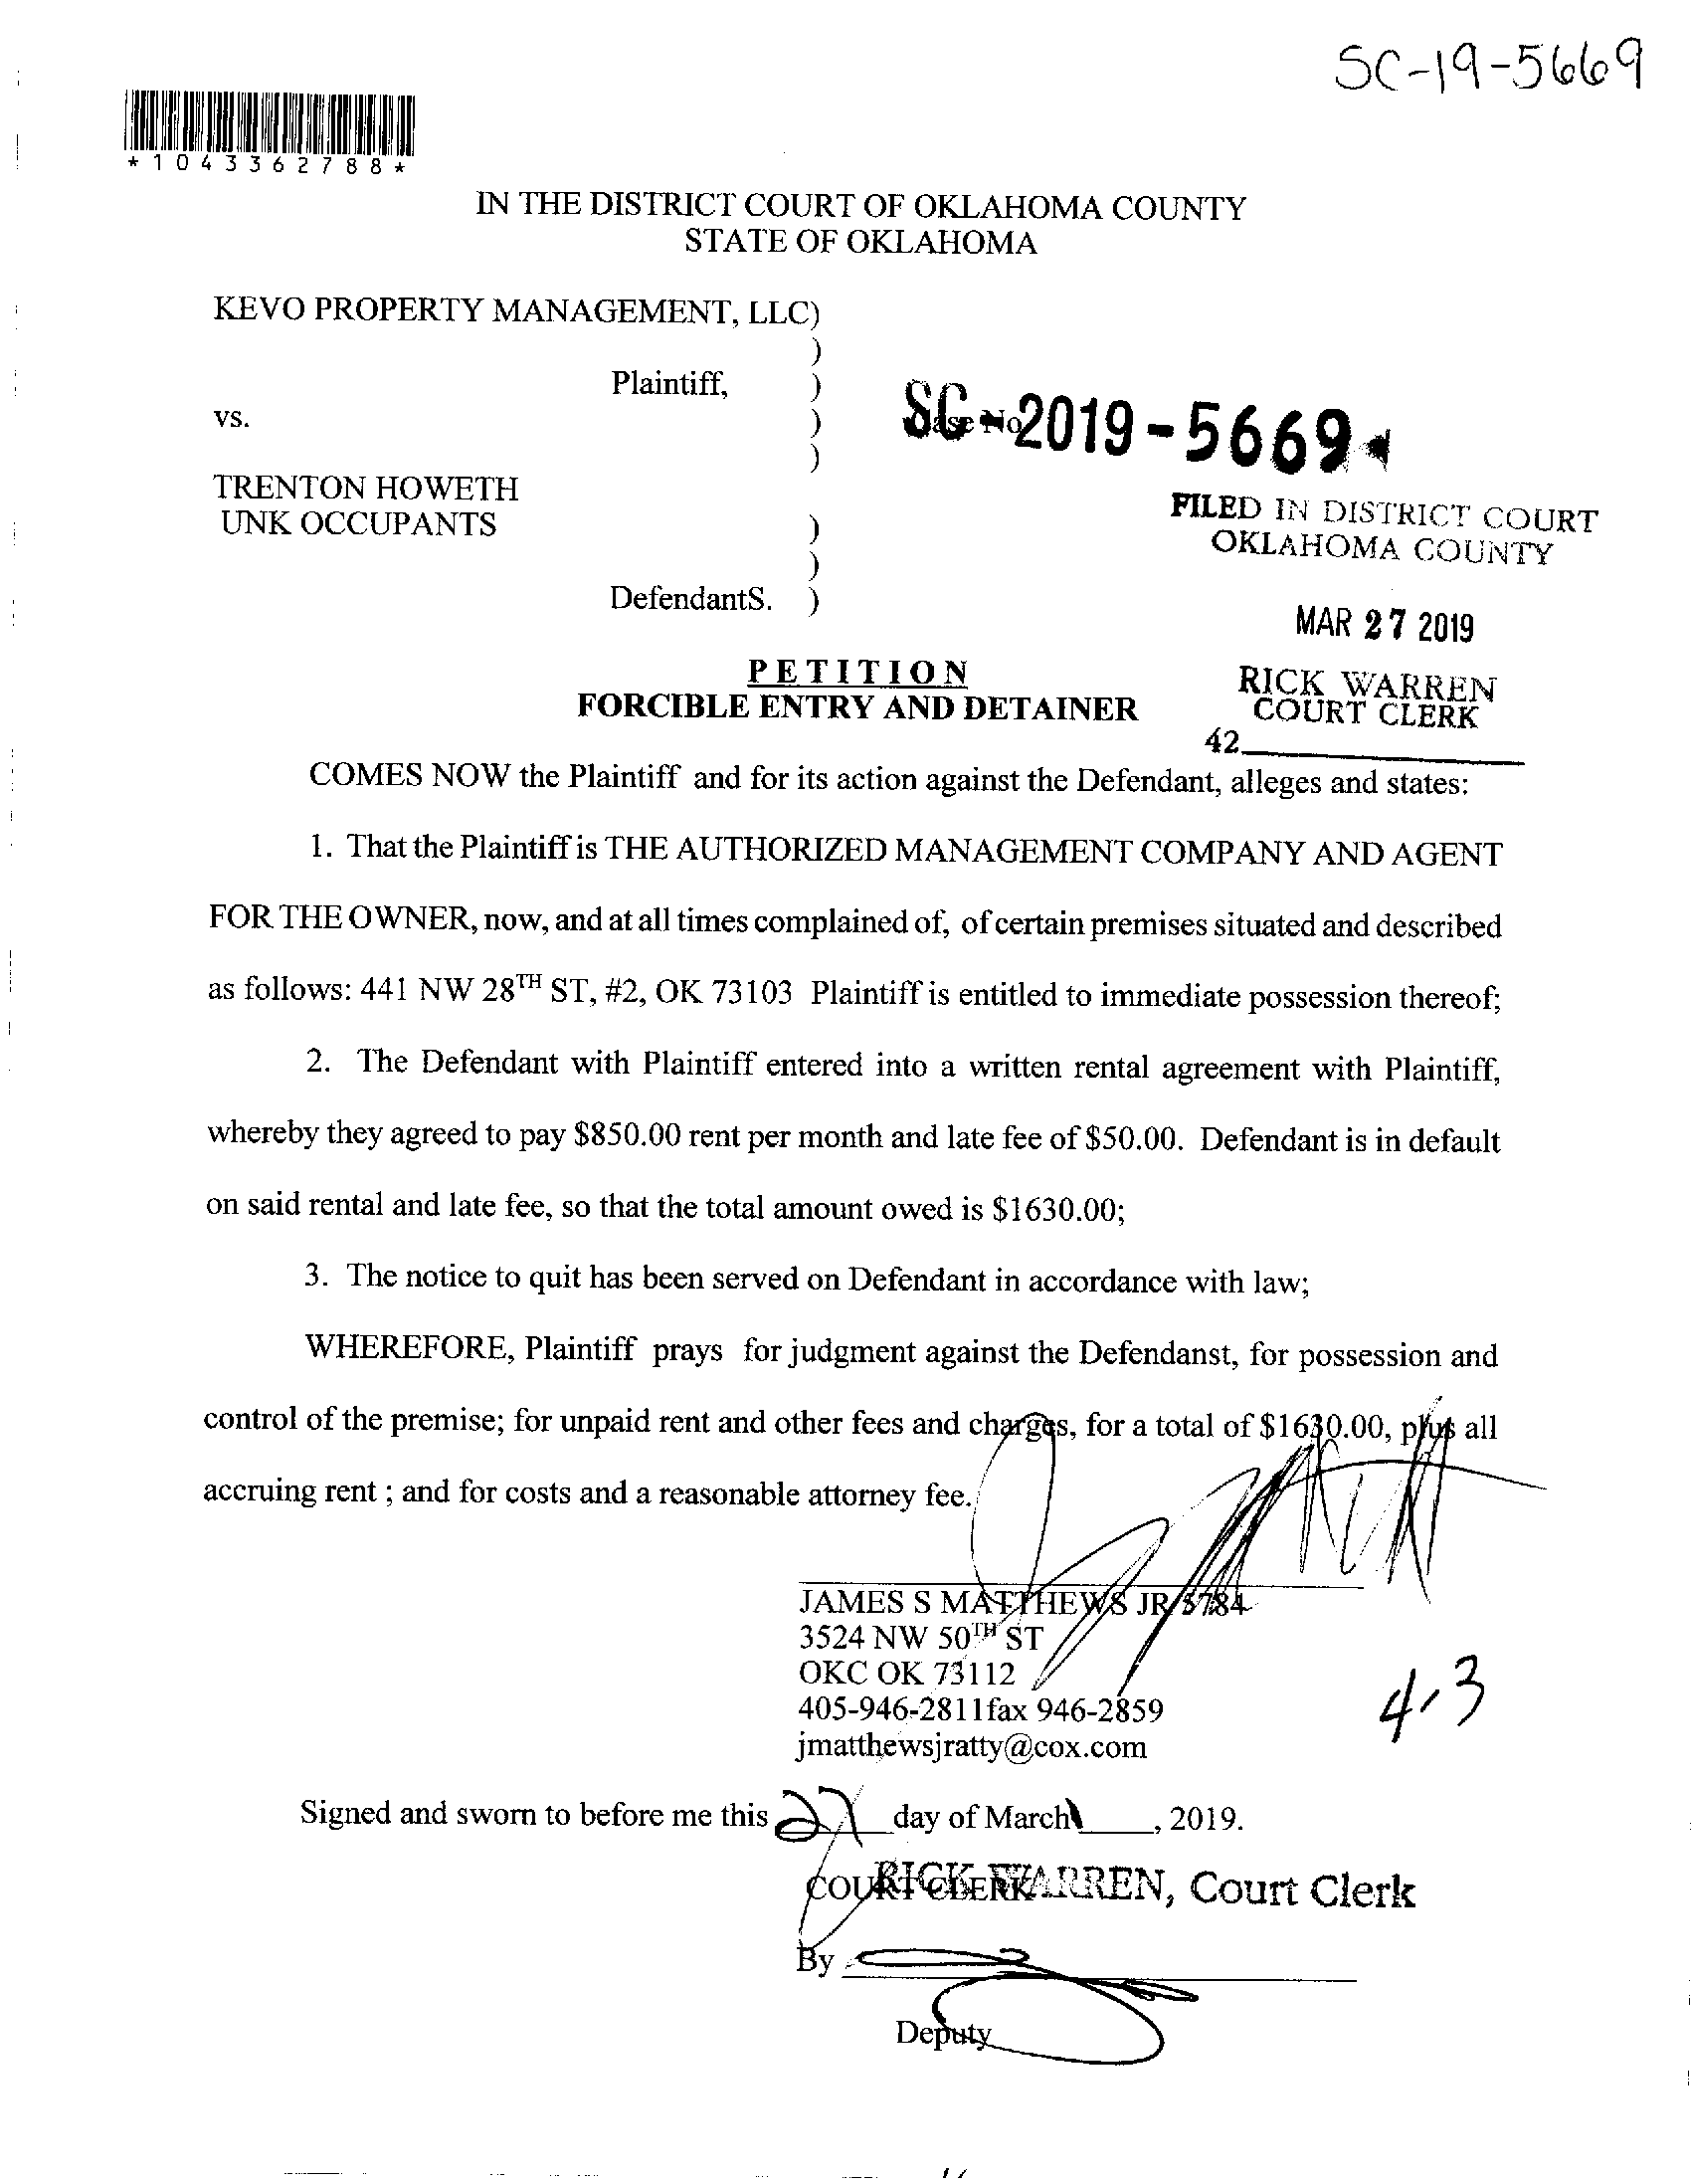 SC-19-5669
*1043362788*
IN THE DISTRICT COURT OF OKLAHOMA COUNTY
STATE OF OKLAHOMA
KEVO PROPERTY MANAGEMENT, LLC)
)
Plaintiff, )
vs. )
)
SC-2019-5669
TRENTON HOWETH
UNK OCCUPANTS )
)
DefendantS. )
FILED IN DISTRICT COURT
OKLAHOMA COUNTY
MAR 27 2019
RICK WARREN
COURT CLERK
42
PETITION
FORCIBLE ENTRY AND DETAINER
COMES NOW the Plaintiff and for its action against the Defendant, alleges and states:
1. That the Plaintiff is THE AUTHORIZED MANAGEMENT COMPANY AND AGENT
FOR THE OWNER, now, and at all times complained of, of certain premises situated and described
as follows: 441 NW 28TH ST, #2, OK 73103 Plaintiff is entitled to immediate possession thereof;
2. The Defendant with Plaintiff entered into a written rental agreement with Plaintiff,
whereby they agreed to pay $850.00 rent per month and late fee of $50.00. Defendant is in default
on said rental and late fee, so that the total amount owed is $1630.00;
3. The notice to quit has been served on Defendant in accordance with law;
WHEREFORE, Plaintiff prays for judgment against the Defendanst, for possession and
control of the premise; for unpaid rent and other fees and charges, for a total of $1630.00, plus all
accruing rent ; and for costs and a reasonable attorney fee.
JAMES S MATTHEWS JR 5784
3524 NW 50TH ST
OKC OK 73112
405-946-2811fax 946-2859
jmatthewsjratty@cox.com
4-3
Signed and sworn to before me this 27 day of March ____, 2019.
COURT CLERK
RICK WARREN, Court Clerk
By
Deputy